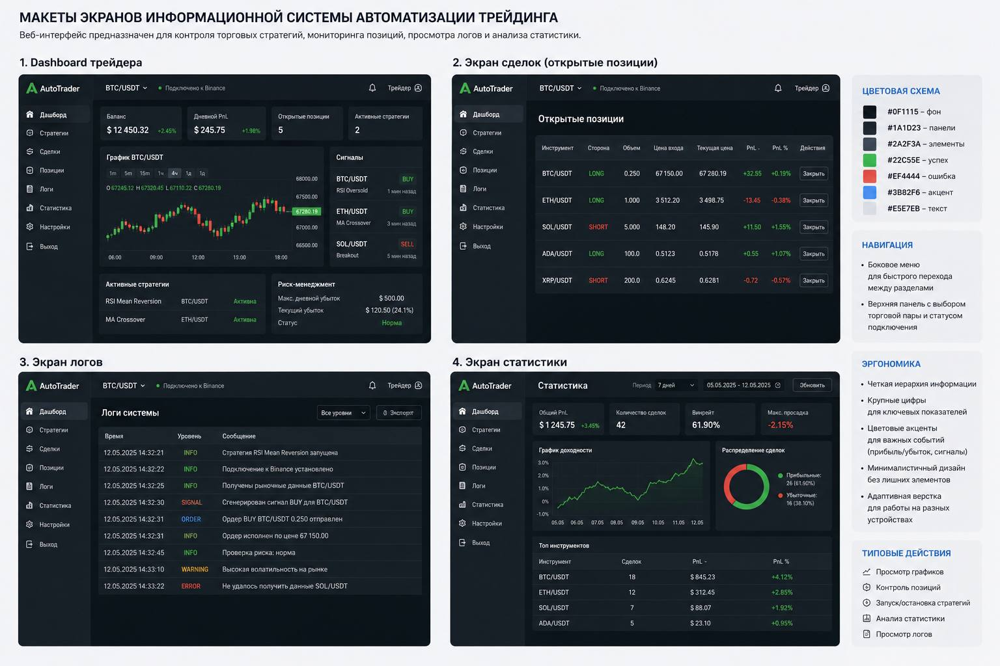 МАКЕТЫ ЭКРАНОВ ИНФОРМАЦИОННОЙ СИСТЕМЫ АВТОМАТИЗАЦИИ ТРЕЙДИНГА
Веб-интерфейс предназзначен для контроля торговых стратегий, мониторинга позиций, просмотра логов и анализа статистики.
1. Dashboard трейдера
AutoTrader
BTC/USDT
Подключено к Binance
Трейдер
Дашборд
Стратегии
Сделки
Позиции
Логи
Статистика
Настройки
Выход
Баланс
$ 12 450.32 +2.45%
Дневной PnL
$ 245.75 +1.98%
Открытые позиции
5
Активные стратегии
2
График BTC/USDT
1m 5m 15m 1ч 4ч 1д 1д
O 67245.12 H 67320.45 L 67110.22 C 67280.19
68000.00
67500.00
67280.19
67000.00
66500.00
06:00 09:00 12:00 15:00 18:00
Сигналы
BTC/USDT BUY
RSI Oversold 1 мин назад
ETH/USDT BUY
MA Crossover 3 мин назад
SOL/USDT SELL
Breakout 5 мин назад
Активные стратегии
RSI Mean Reversion BTC/USDT Активна
MA Crossover ETH/USDT Активна
Риск-менеджмент
Макс. дневной убыток $ 500.00
Текущий убыток $ 120.50 (24.1%)
Статус Норма
2. Экран сделок (открытые позиции)
AutoTrader
BTC/USDT
Подключено к Binance
Трейдер
Дашборд
Стратегии
Сделки
Позиции
Логи
Статистика
Настройки
Выход
Открытые позиции
Инструмент Сторона Объем Цена входа Текущая цена PnL - PnL % Действия
BTC/USDT LONG 0.250 67 150.00 67 280.19 +32.55 +0.19% Закрыть
ETH/USDT LONG 1.000 3 512.20 3 498.75 -13.45 -0.38% Закрыть
SOL/USDT SHORT 5.000 148.20 145.90 +11.50 +1.55% Закрыть
ADA/USDT LONG 100.0 0.5123 0.5178 +0.55 +1.07% Закрыть
XRP/USDT SHORT 200.0 0.6245 0.6281 -0.72 -0.57% Закрыть
ЦВЕТОВАЯ СХЕМА
#0F1115 – фон
#1A1D23 – панели
#2A2F3A – элементы
#22C55E – успех
#EF4444 – ошибка
#3B82F6 – акцент
#E5E7EB – текст
НАВИГАЦИЯ
• Боковое меню
для быстрого перехода
между разделами
• Верхняя панель с выбором
торговой пары и статусом
подключения
3. Экран логов
AutoTrader
BTC/USDT
Подключено к Binance
Трейдер
Дашборд
Стратегии
Сделки
Позиции
Логи
Статистика
Настройки
Выход
Логи системы
Все уровни
Экспорт
Время Уровень Сообщение
12.05.2025 14:32:21 INFO Стратегия RSI Mean Reversion запущена
12.05.2025 14:32:22 INFO Подключение к Binance установлено
12.05.2025 14:32:25 INFO Получены рыночные данные BTC/USDT
12.05.2025 14:32:30 SIGNAL Сгенерирован сигнал BUY для BTC/USDT
12.05.2025 14:32:31 ORDER Ордер BUY BTC/USDT 0.250 отправлен
12.05.2025 14:32:31 INFO Ордер исполнен по цене 67 150.00
12.05.2025 14:32:45 INFO Проверка риска: норма
12.05.2025 14:33:10 WARNING Высокая волатильность на рынке
12.05.2025 14:33:22 ERROR Не удалось получить данные SOL/USDT
4. Экран статистики
AutoTrader
Статистика
Период 7 дней
05.05.2025 - 12.05.2025
Эбновить
Дашборд
Стратегии
Сделки
Позиции
Логи
Статистика
Настройки
Выход
Общий PnL
$ 1 245.75 +3.45%
Количество сделок
42
Винрейт
61.90%
Макс. просадка
-2.15%
График доходности
3.0%
2.0%
1.0%
0%
-1.0%
05.05 06.05 07.05 08.05 09.05 10.05 11.05 12.05
Распределение сделок
Прибыльные:
26 (61.90%)
Убыточные:
16 (38.10%)
Топ инструментов
Инструмент Сделок PnL - PnL %
BTC/USDT 18 $ 845.23 +4.12%
ETH/USDT 12 $ 312.45 +2.85%
SOL/USDT 7 $ 88.07 +1.92%
ADA/USDT 5 $ 23.10 +0.95%
ЭРГОНОМИКА
• Четкая иерархия информации
• Крупные цифры
для ключевых показателей
• Цветовые акценты
для важных событий
(прибыль/убыток, сигналы)
• Минималистичный дизайн
без лишних элементов
• Адаптивная верстка
для работы на разных
устройствах
ТИПОВЫЕ ДЕЙСТВИЯ
Просмотр графиков
Контроль позиций
Запуск/остановка стратегий
Анализ статистики
Просмотр логов